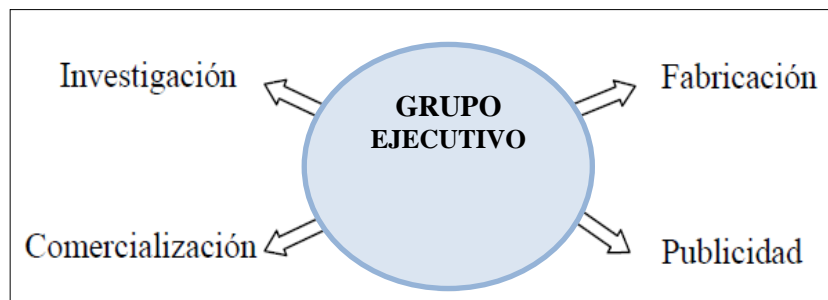 Investigación
GRUPO
EJECUTIVO
Fabricación
Comercialización
Publicidad